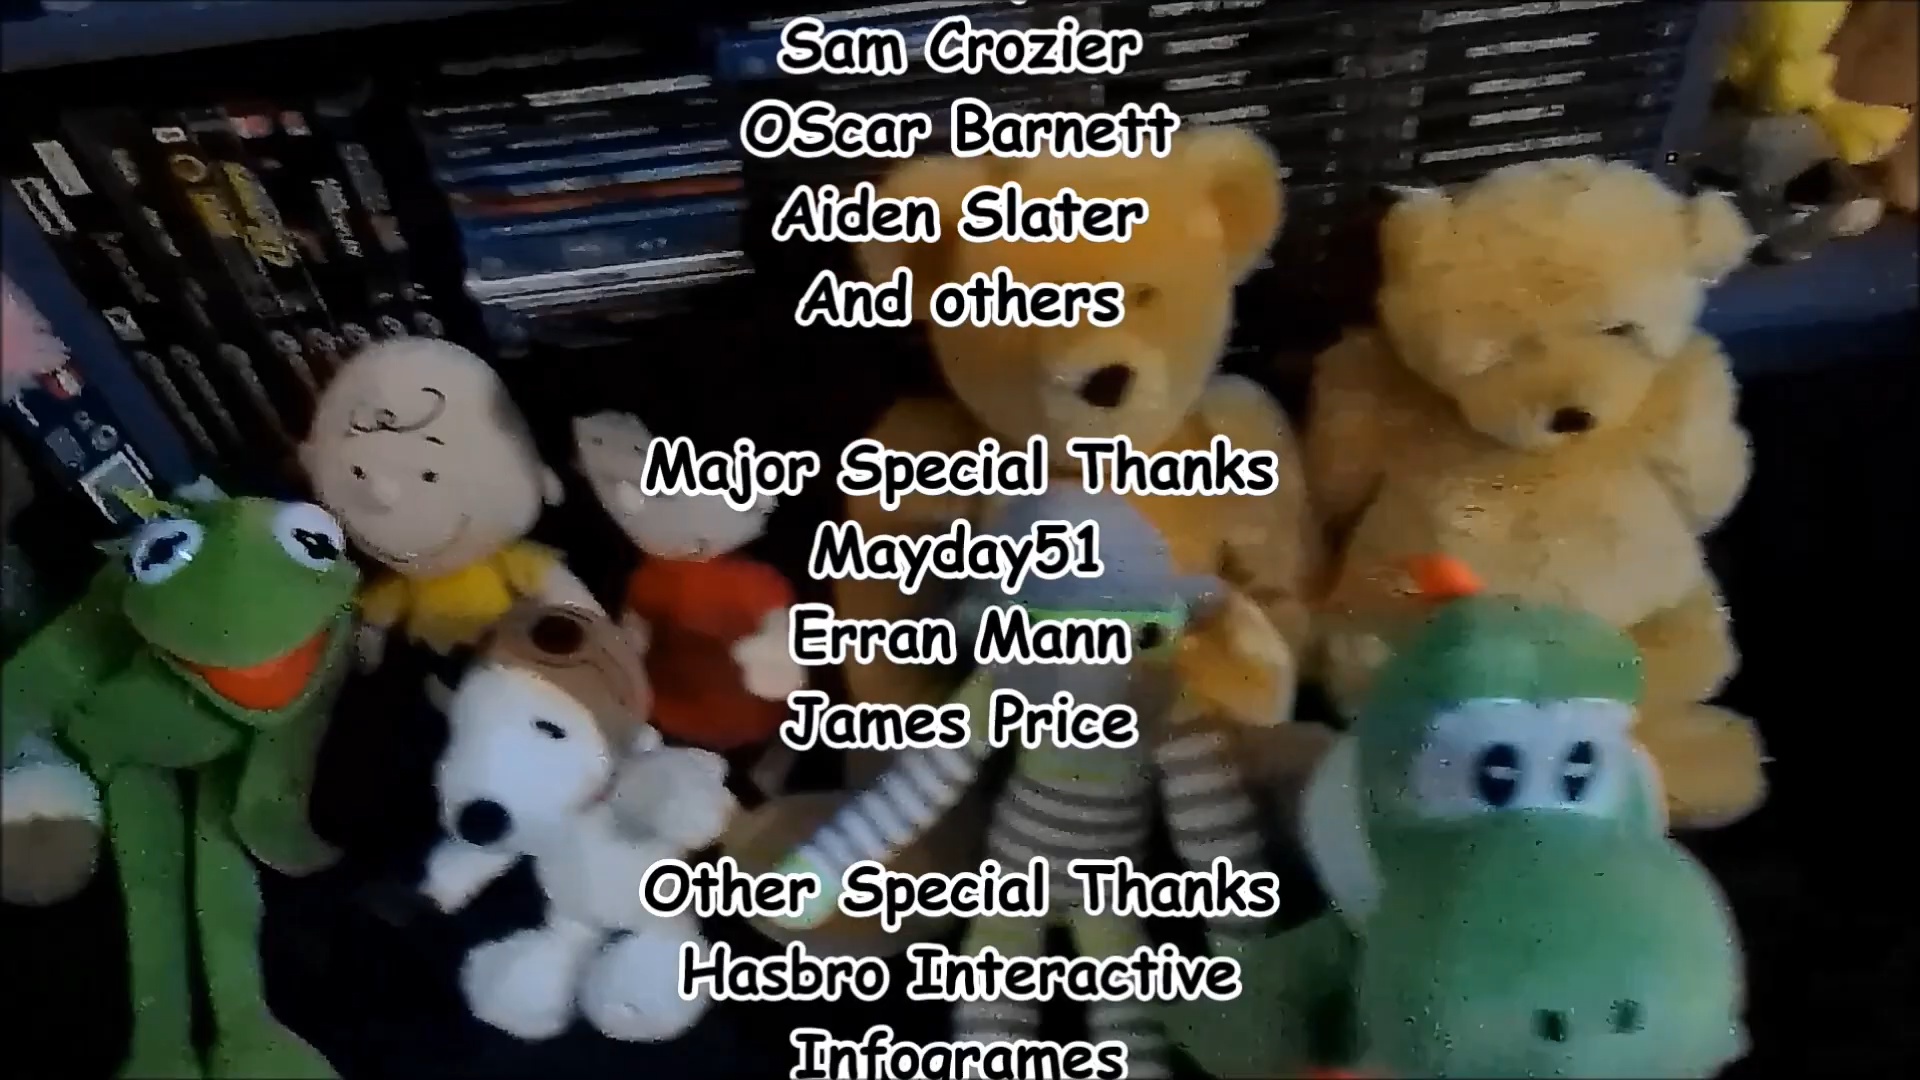 Sam Crozier
OScar Barnett
Aiden Slater
And others
Major Special Thanks
Mayday51
Erran Mann
James Price
Other Special Thanks
Hasbro Interactive
Infogrames